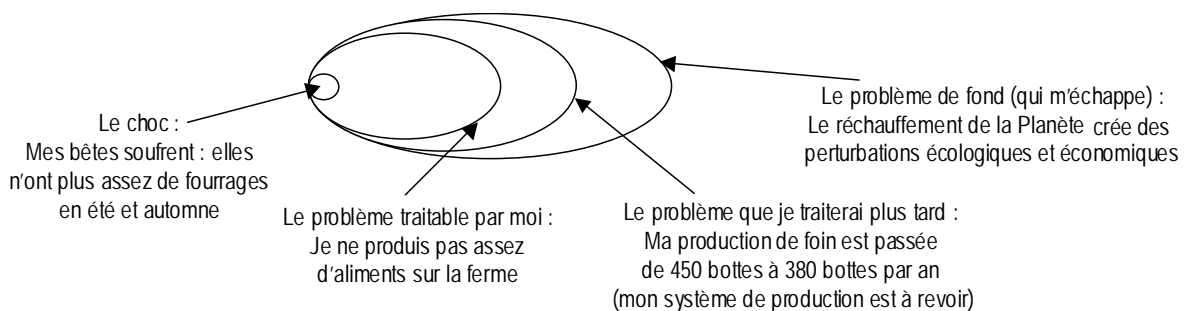 Le choc :
Mes bêtes soufrent : elles
n'ont plus assez de fourrages
en été et automne
Le problème traitable par moi :
Je ne produis pas assez
d'aliments sur la ferme
Le problème que je traiterai plus tard :
Ma production de foin est passée
de 450 bottes à 380 bottes par an
(mon système de production est à revoir)
Le problème de fond (qui m'échappe) :
Le réchauffement de la Planète crée des
perturbations écologiques et économiques